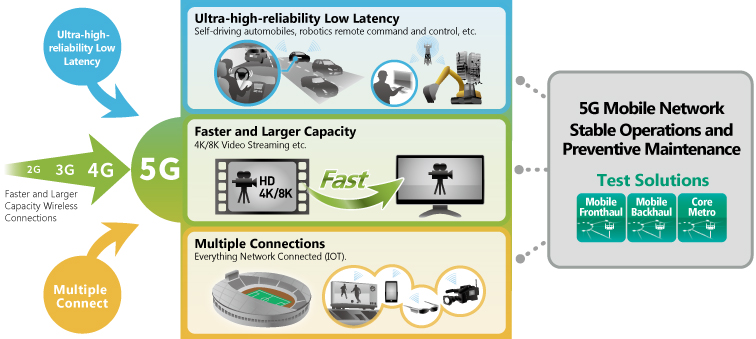 Ultra-high-
reliability Low
Latency
2G 3G 4G 5G
Faster and Larger
Capacity Wireless
Connections
Multiple
Connect
Ultra-high-reliability Low Latency
Self-driving automobiles, robotics remote command and control, etc.
Faster and Larger Capacity
4K/8K Video Streaming etc.
HD
4K/8K
Fast
Multiple Connections
Everything Network Connected (IOT).
5G Mobile Network
Stable Operations and
Preventive Maintenance
Test Solutions
Mobile
Fronthaul
Mobile
Backhaul
Core
Metro